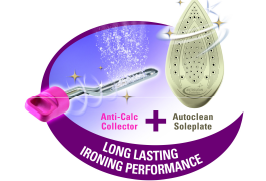 Anti-Calc
Collector
+
Autoclean
Soleplate
LONG LASTING
IRONING PERFORMANCE